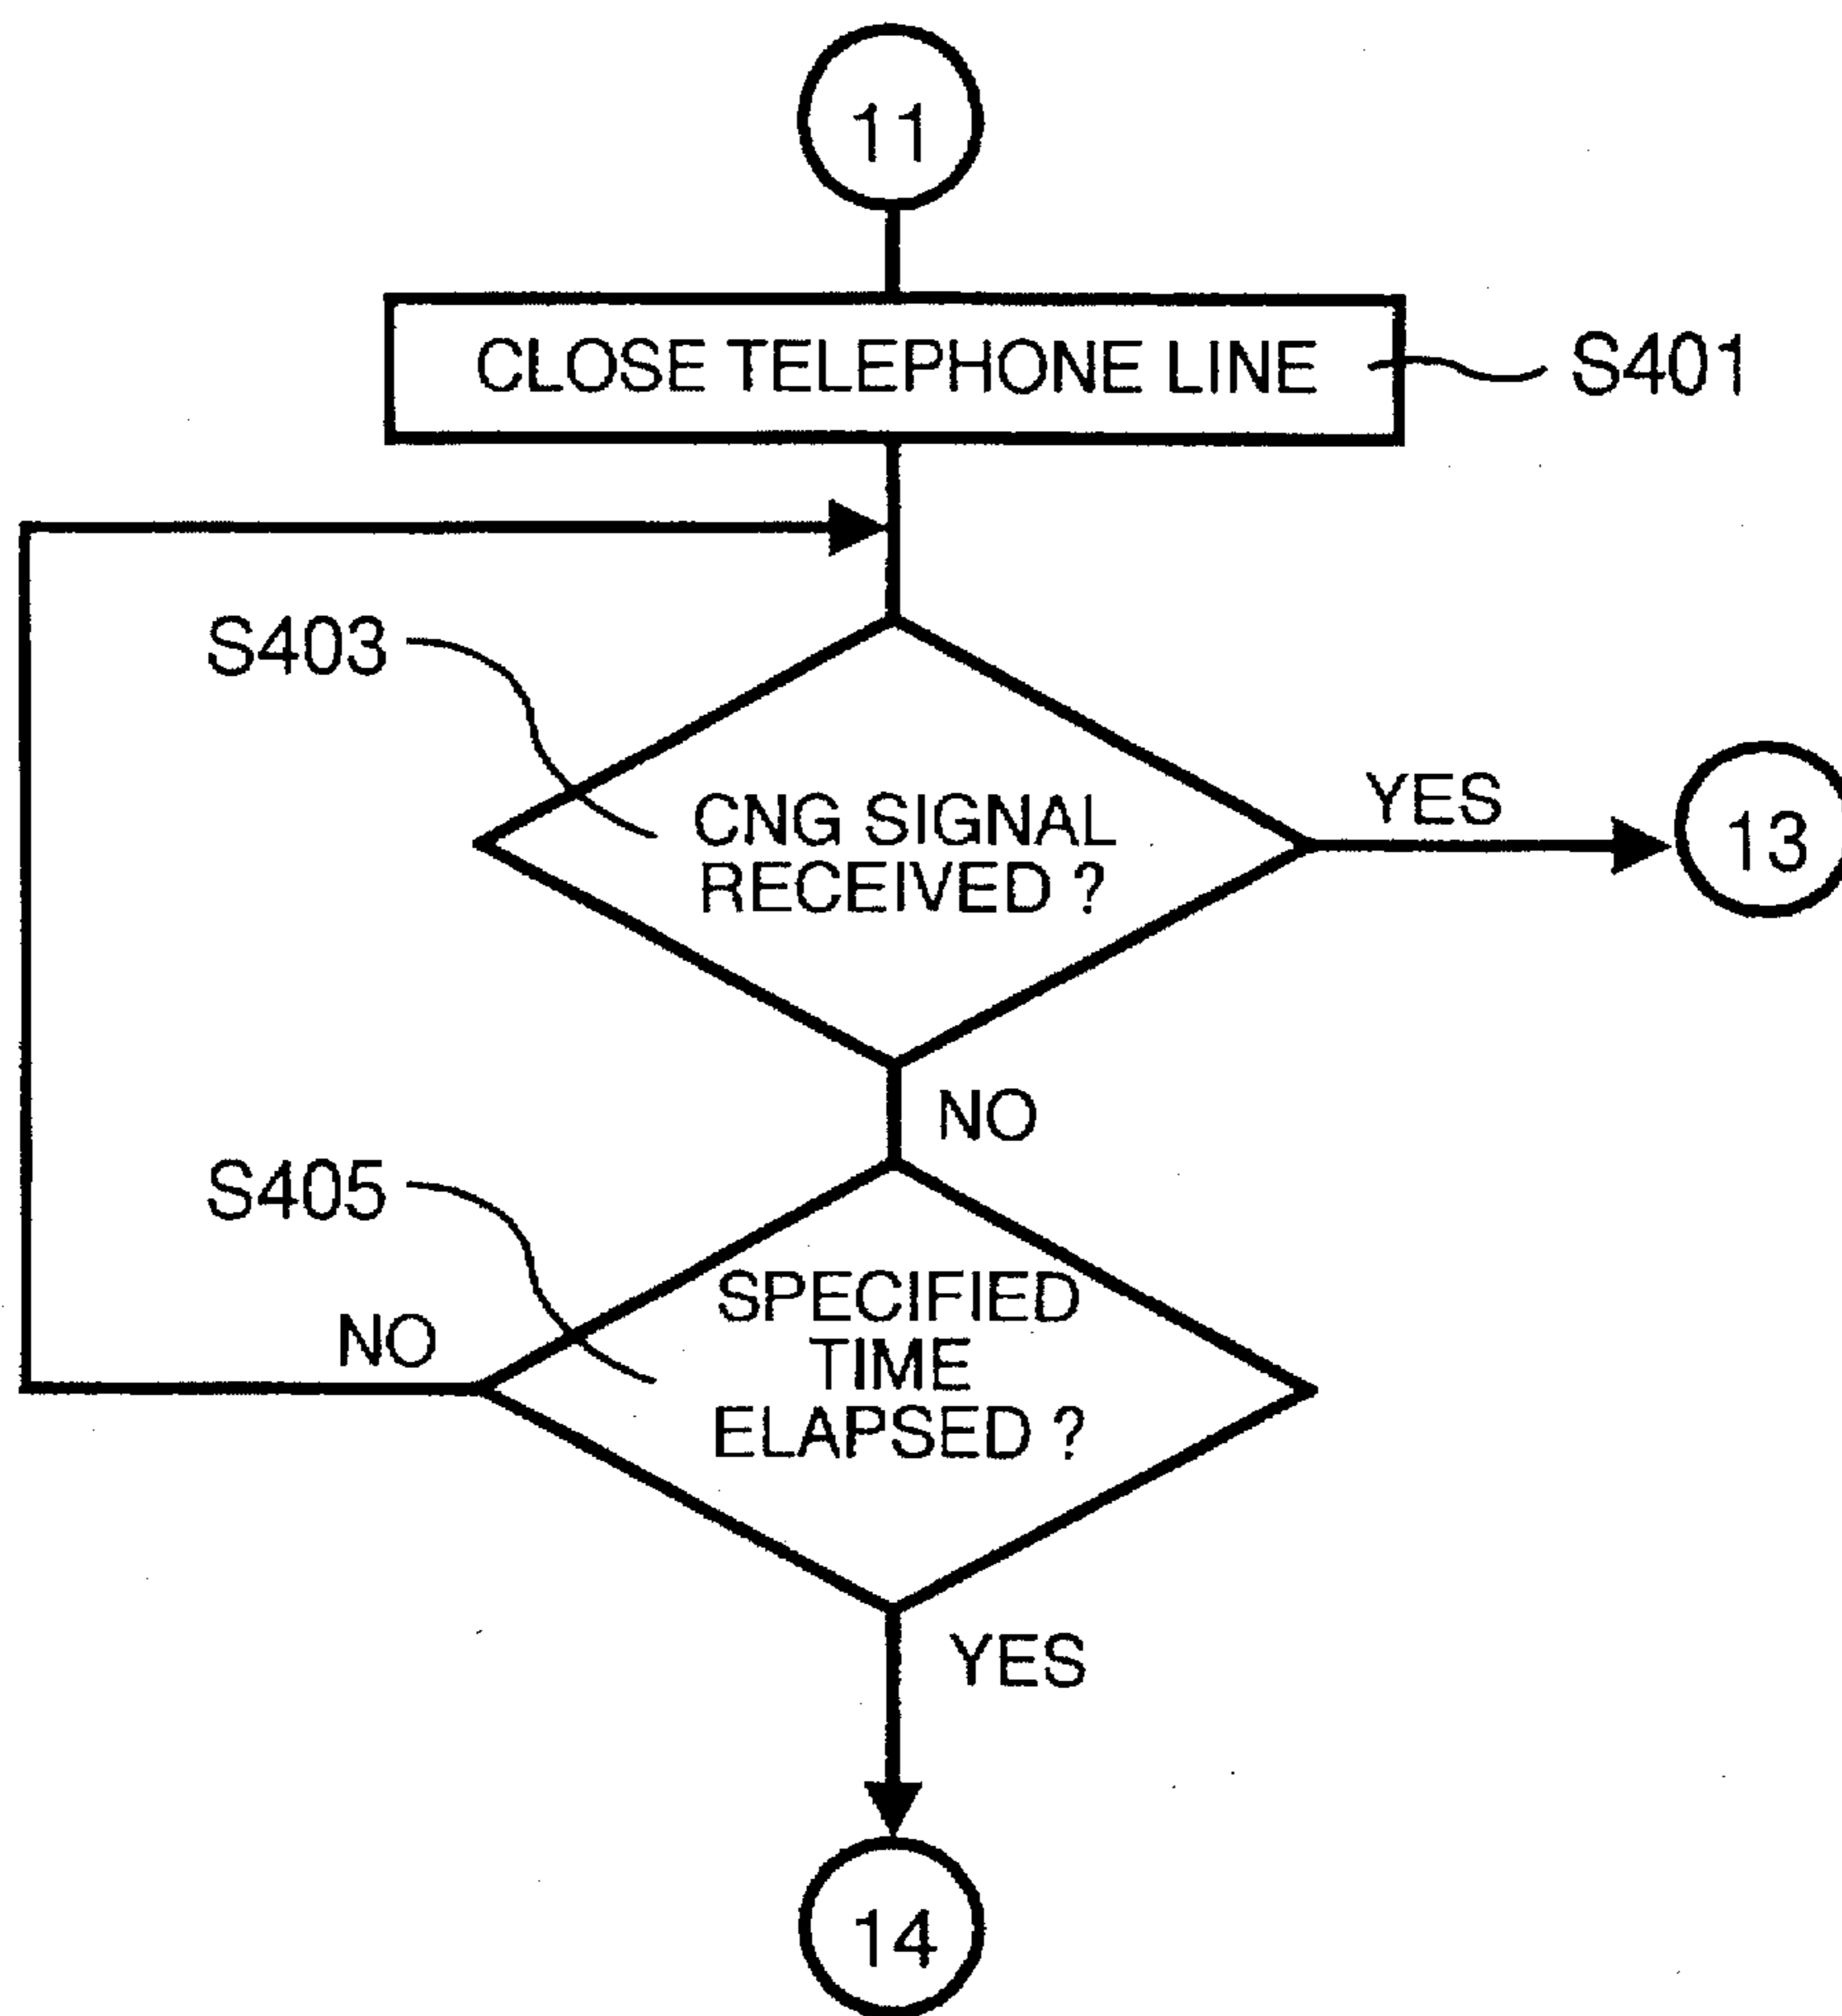 11
CLOSE TELEPHONE LINE
S401
S403
CNG SIGNAL
RECEIVED ?
YES
13
NO
S405
SPECIFIED
TIME
ELAPSED ?
NO
YES
14